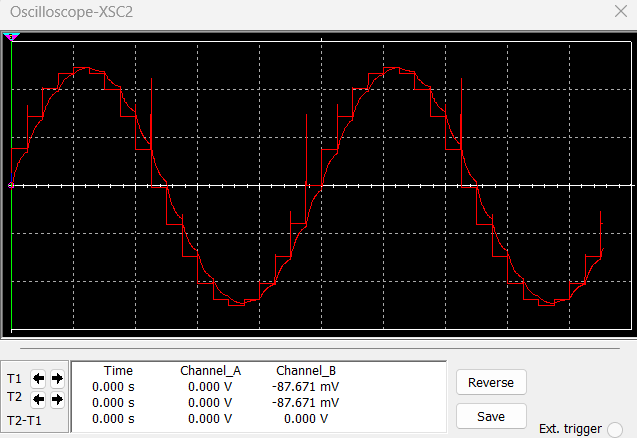 Oscilloscope-XSC2
Time Channel_A Channel_B
T1 0.000 s 0.000 V -87.671 mV
T2 0.000 s 0.000 V -87.671 mV
T2-T1 0.000 s 0.000 V 0.000 V
Reverse
Save
Ext. trigger